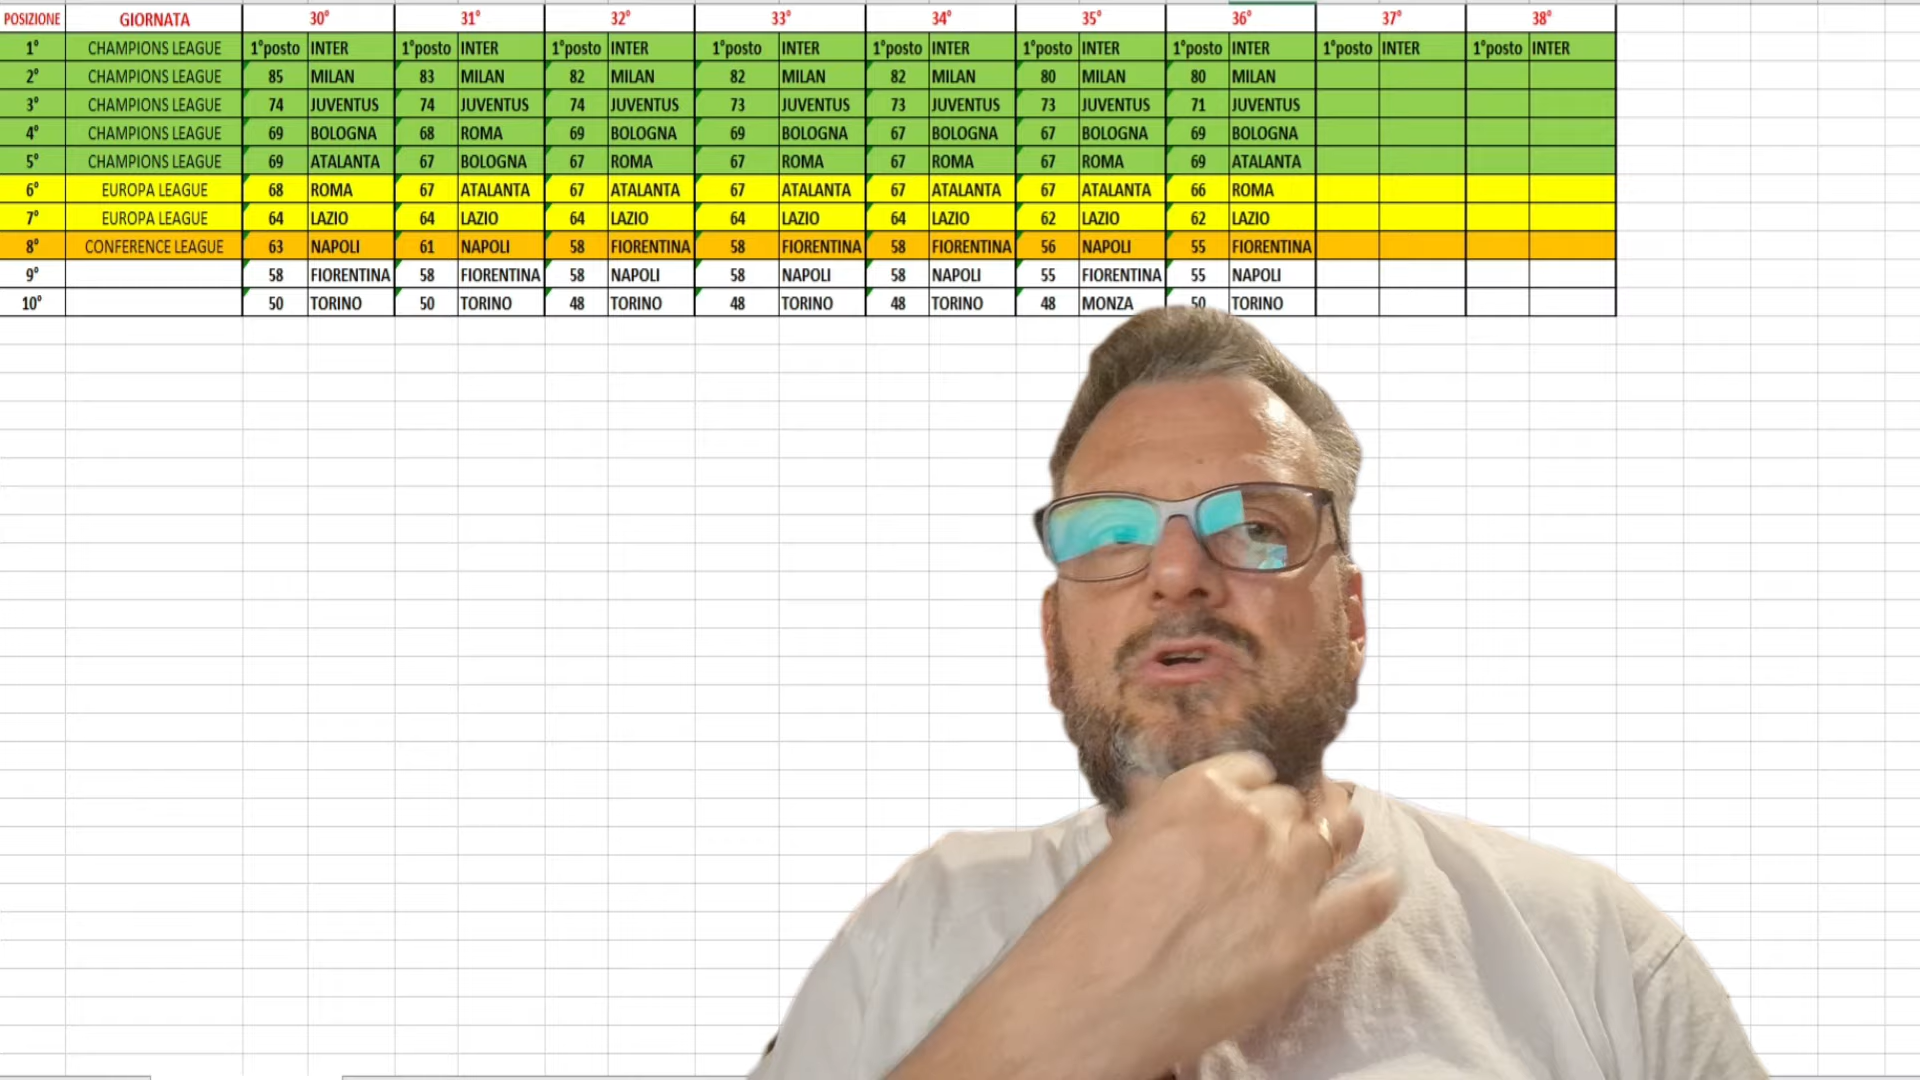 POSIZIONE GIORNATA 30° 31° 32° 33° 34° 35° 36° 37° 38°
1° CHAMPIONS LEAGUE 1°posto INTER 1°posto INTER 1°posto INTER 1°posto INTER 1°posto INTER 1°posto INTER 1°posto INTER 1°posto INTER 1°posto INTER
2° CHAMPIONS LEAGUE 85 MILAN 83 MILAN 82 MILAN 82 MILAN 82 MILAN 80 MILAN 80 MILAN
3° CHAMPIONS LEAGUE 74 JUVENTUS 74 JUVENTUS 74 JUVENTUS 73 JUVENTUS 73 JUVENTUS 73 JUVENTUS 71 JUVENTUS
4° CHAMPIONS LEAGUE 69 BOLOGNA 68 ROMA 69 BOLOGNA 69 BOLOGNA 67 BOLOGNA 67 BOLOGNA 69 BOLOGNA
5° CHAMPIONS LEAGUE 69 ATALANTA 67 BOLOGNA 67 ROMA 67 ROMA 67 ROMA 67 ROMA 69 ATALANTA
6° EUROPA LEAGUE 68 ROMA 67 ATALANTA 67 ATALANTA 67 ATALANTA 67 ATALANTA 67 ATALANTA 66 ROMA
7° EUROPA LEAGUE 64 LAZIO 64 LAZIO 64 LAZIO 64 LAZIO 64 LAZIO 62 LAZIO 62 LAZIO
8° CONFERENCE LEAGUE 63 NAPOLI 61 NAPOLI 58 FIORENTINA 58 FIORENTINA 58 FIORENTINA 56 NAPOLI 55 FIORENTINA
9° 58 FIORENTINA 58 FIORENTINA 58 NAPOLI 58 NAPOLI 58 NAPOLI 55 FIORENTINA 55 NAPOLI
10° 50 TORINO 50 TORINO 48 TORINO 48 TORINO 48 TORINO 48 MONZA 50 TORINO